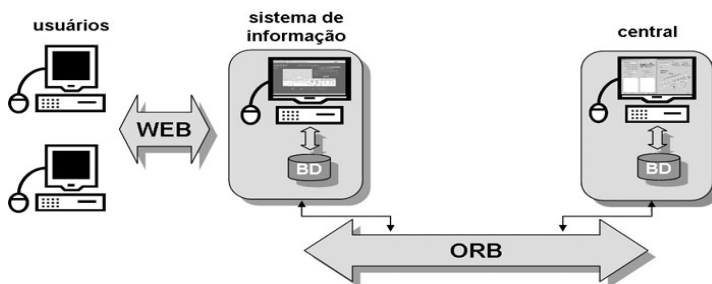 usuários
sistema de
informação
central
WEB
BD
BD
ORB